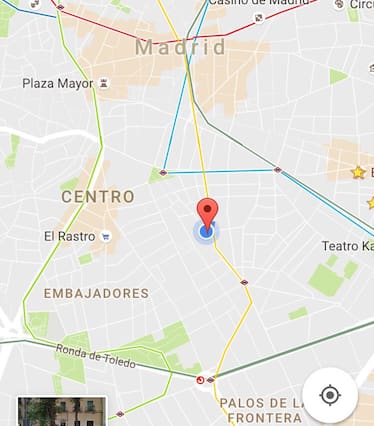 Casino de Madrid
Círcu
Madrid
Plaza Mayor
CENTRO
El Rastro
Teatro Ka
EMBAJADORES
Ronda de Toledo
PALOS DE LA
FRONTERA